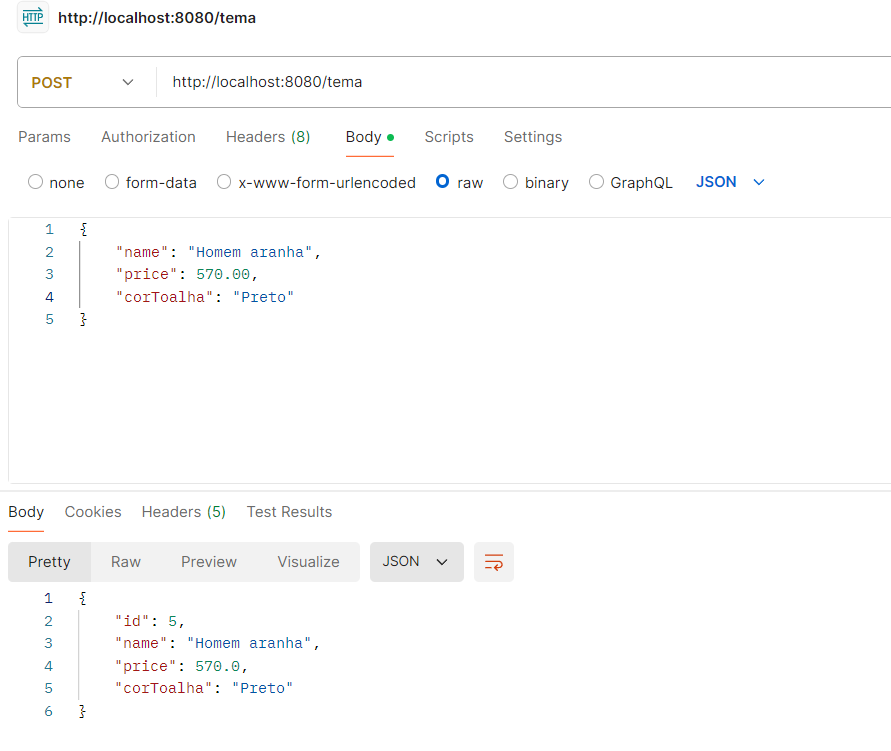 HTTP http://localhost:8080/tema
POST http://localhost:8080/tema
Params Authorization Headers (8) Body Scripts Settings
none form-data x-www-form-urlencoded raw binary GraphQL JSON
1 {
2 "name": "Homem aranha",
3 "price": 570.00,
4 "corToalha": "Preto"
5 }
Body Cookies Headers (5) Test Results
Pretty Raw Preview Visualize JSON
1 {
2 "id": 5,
3 "name": "Homem aranha",
4 "price": 570.0,
5 "corToalha": "Preto"
6 }